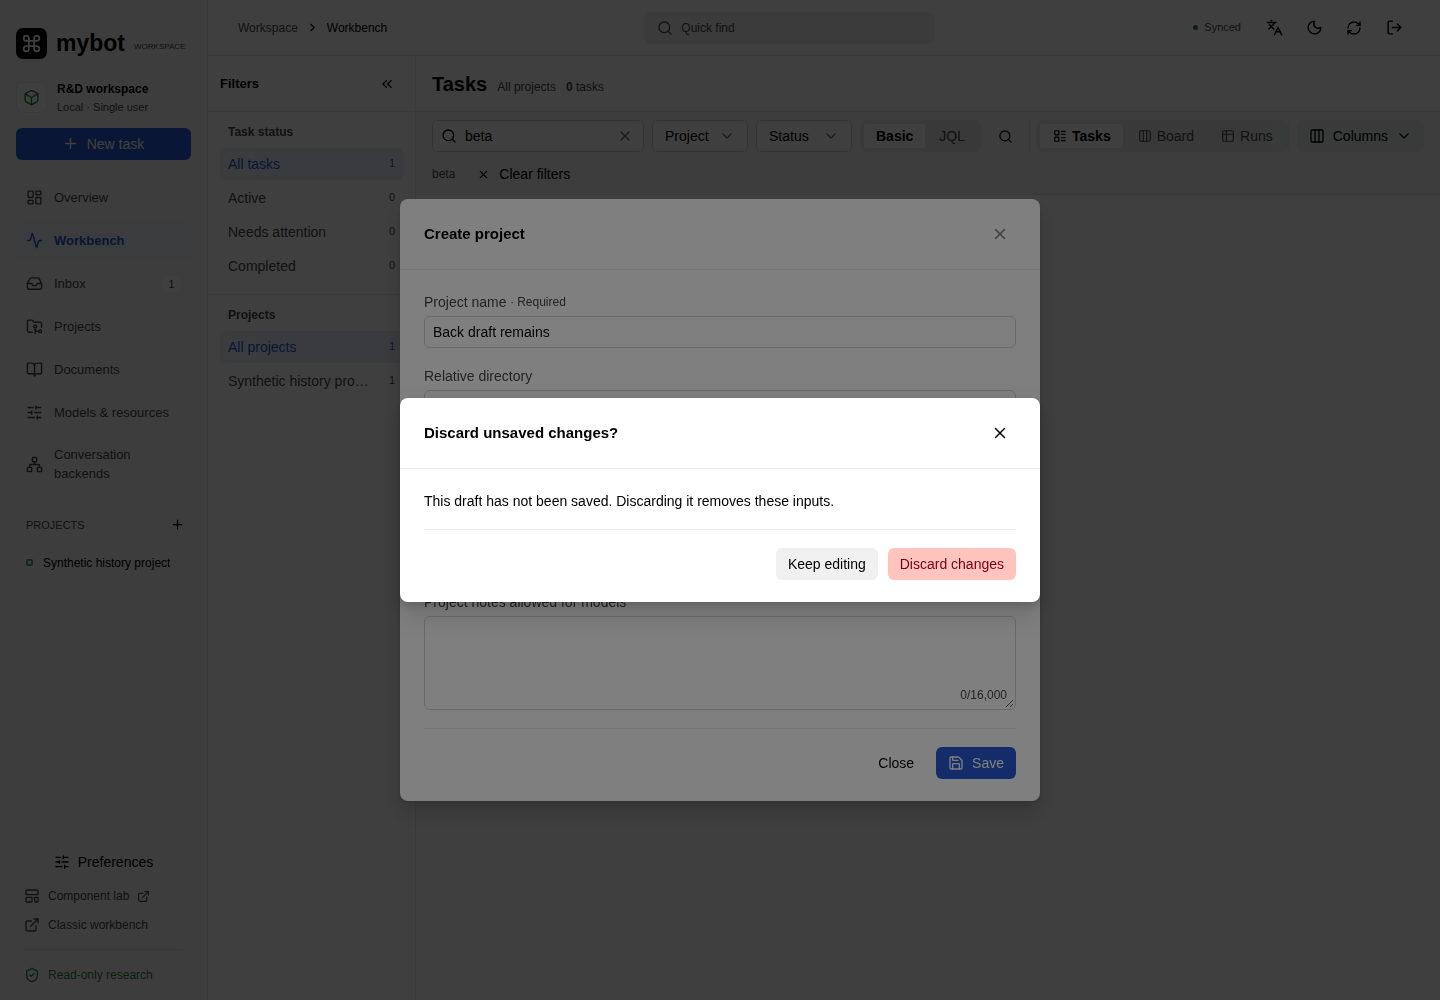 mybot WORKSPACE
R&D workspace
Local · Single user
New task
Overview
Workbench
Inbox 1
Projects
Documents
Models & resources
Conversation
backends
PROJECTS
Synthetic history project
Preferences
Component lab
Classic workbench
Read-only research
Workspace Workbench
Quick find
Synced
Filters
Task status
All tasks 1
Active 0
Needs attention 0
Completed 0
Projects
All projects 1
Synthetic history pro… 1
Tasks All projects 0 tasks
beta Project Status Basic JQL Tasks Board Runs Columns
beta Clear filters
Create project
Project name · Required
Back draft remains
Relative directory
Discard unsaved changes?
This draft has not been saved. Discarding it removes these inputs.
Keep editing Discard changes
Project notes allowed for models
0/16,000
Close Save